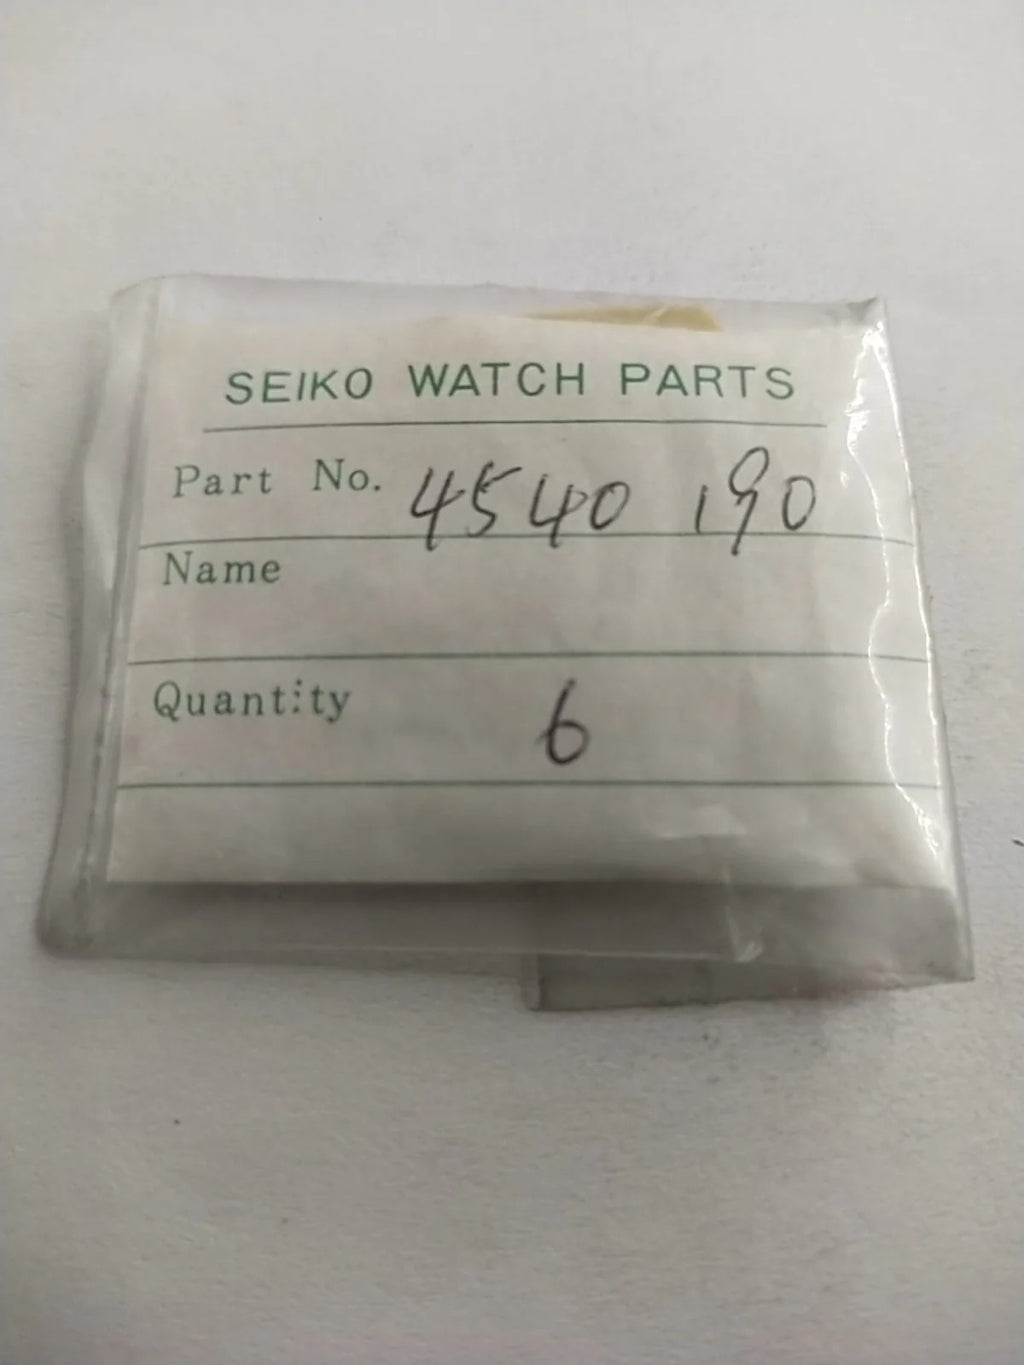 SEIKO WATCH PARTS
Part No. 4540 190
Name
Quantity 6